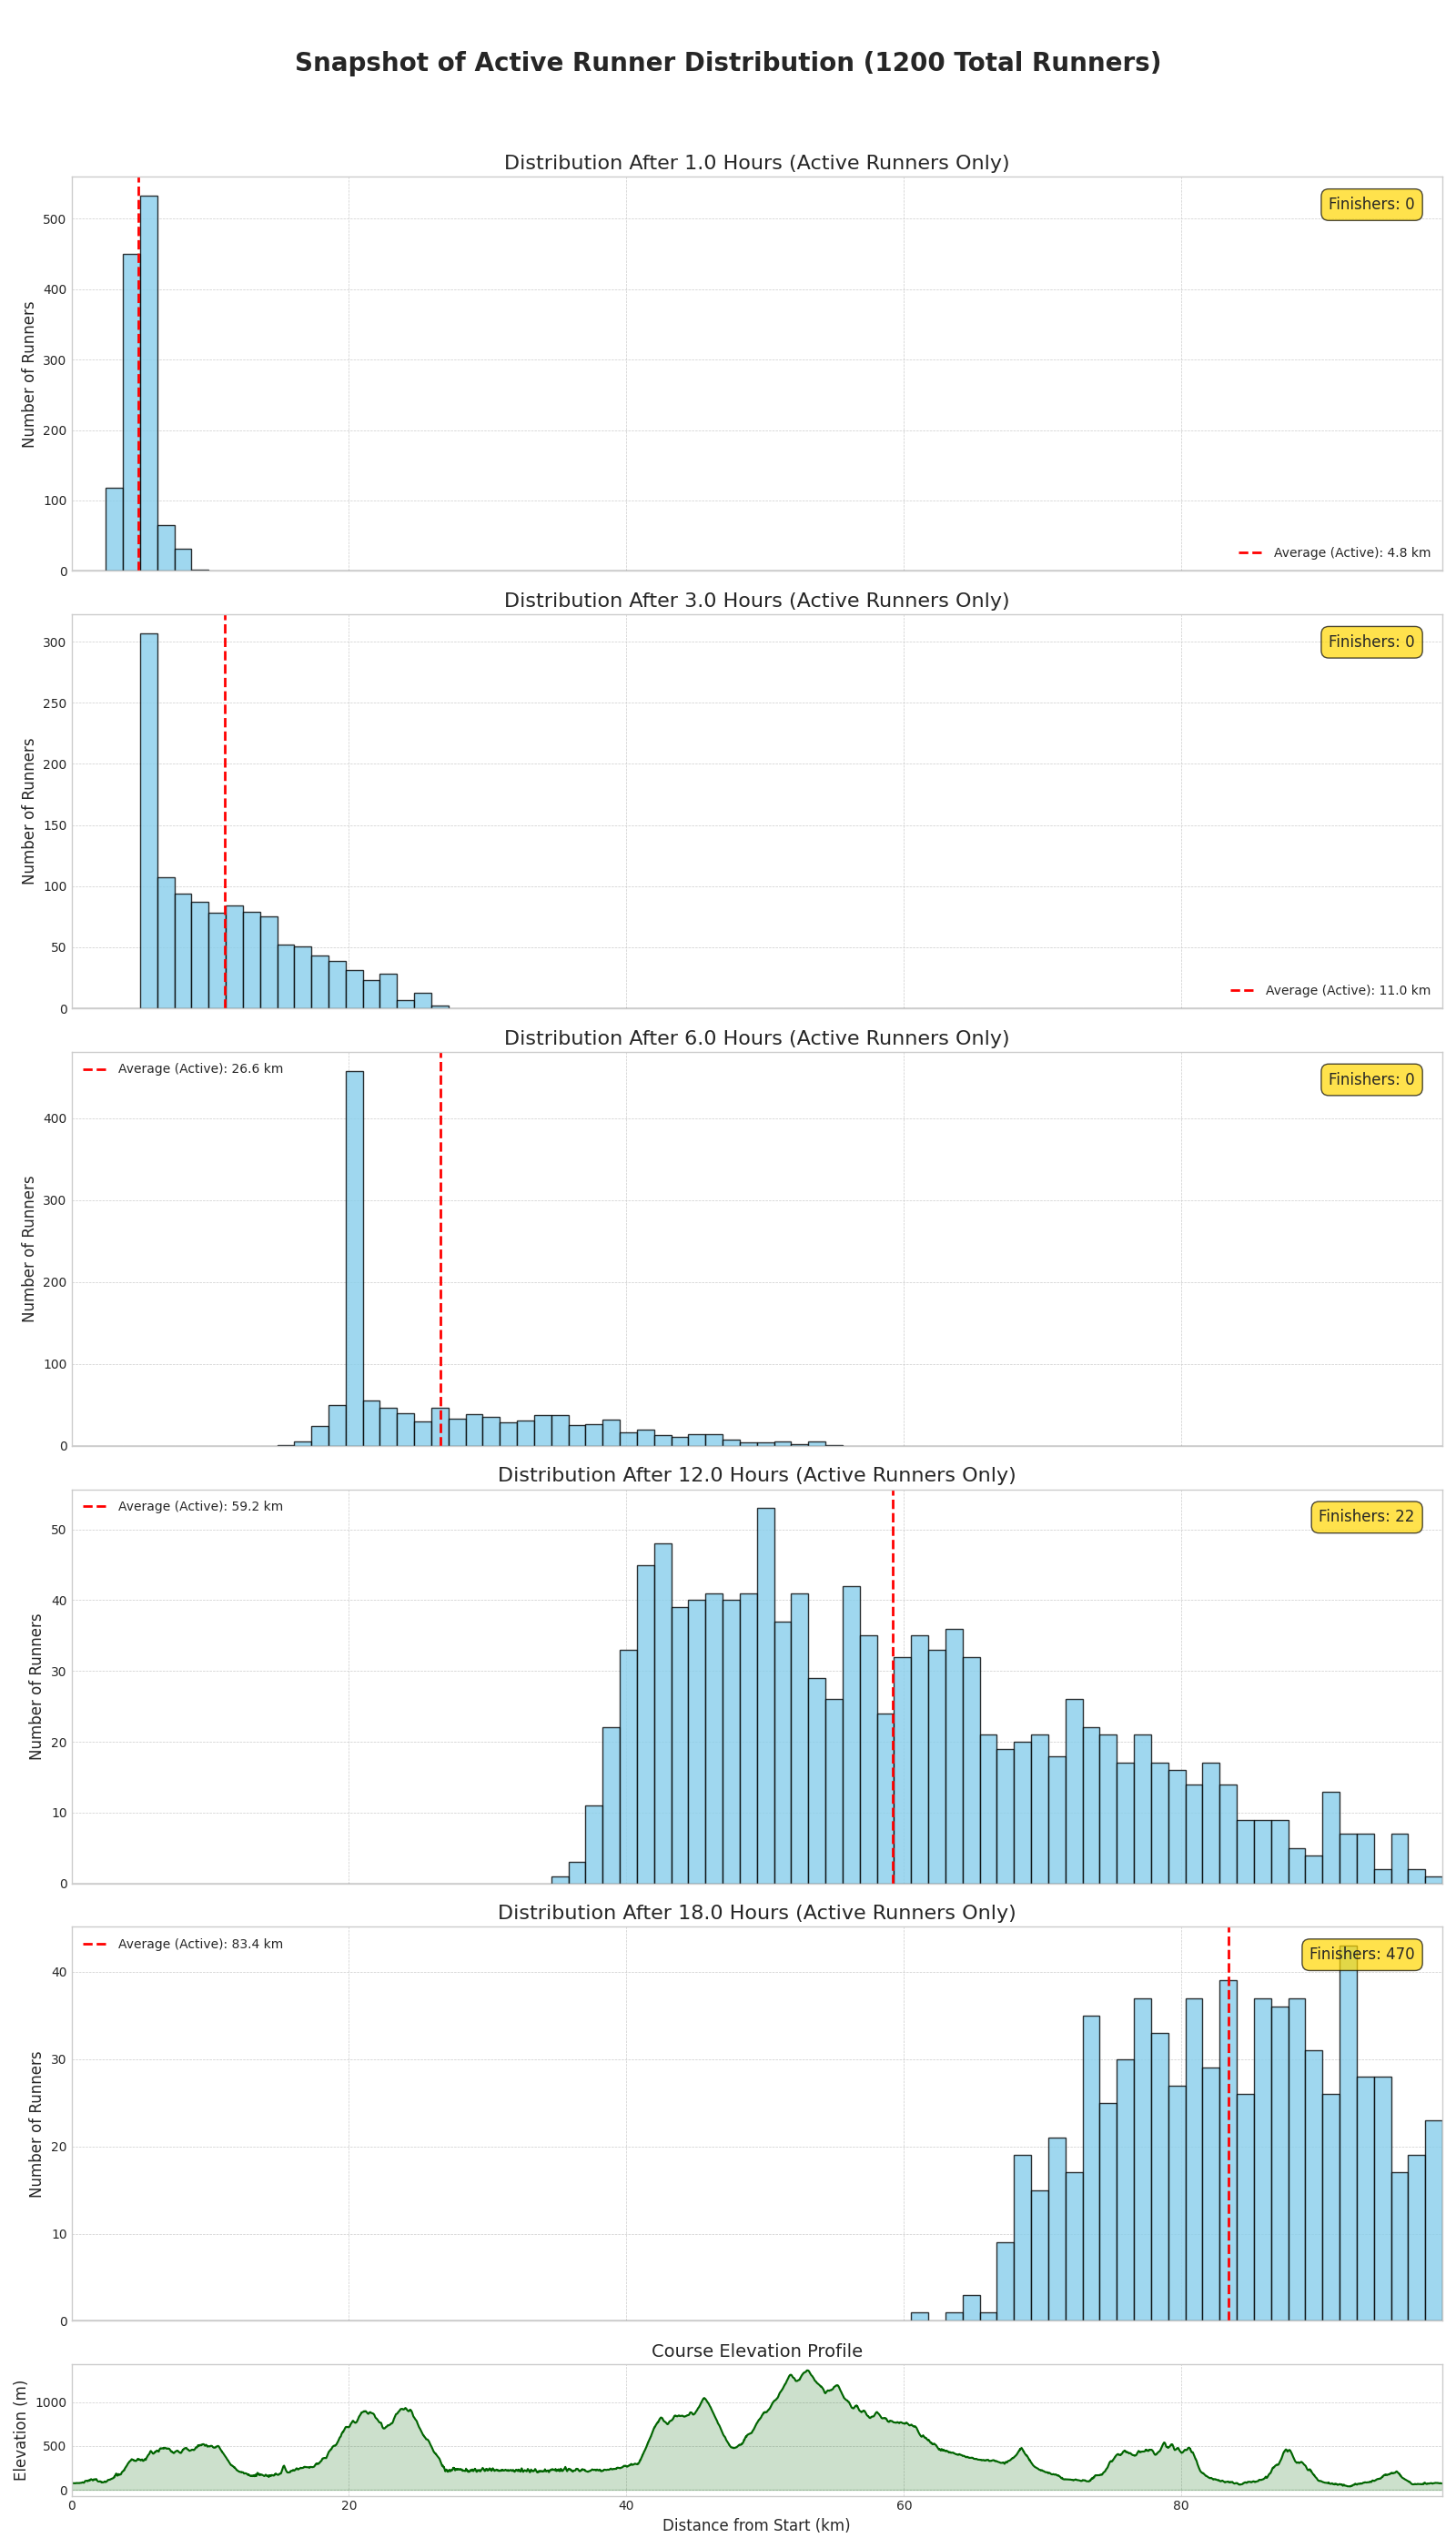 Snapshot of Active Runner Distribution (1200 Total Runners)
Distribution After 1.0 Hours (Active Runners Only)
Number of Runners
500
400
300
200
100
0
Finishers: 0
Average (Active): 4.8 km
Distribution After 3.0 Hours (Active Runners Only)
Number of Runners
300
250
200
150
100
50
0
Finishers: 0
Average (Active): 11.0 km
Distribution After 6.0 Hours (Active Runners Only)
Number of Runners
400
300
200
100
0
Average (Active): 26.6 km
Finishers: 0
Distribution After 12.0 Hours (Active Runners Only)
Number of Runners
50
40
30
20
10
0
Average (Active): 59.2 km
Finishers: 22
Distribution After 18.0 Hours (Active Runners Only)
Number of Runners
40
30
20
10
0
Average (Active): 83.4 km
Finishers: 470
Course Elevation Profile
Elevation (m)
1000
500
0
0 20 40 60 80
Distance from Start (km)